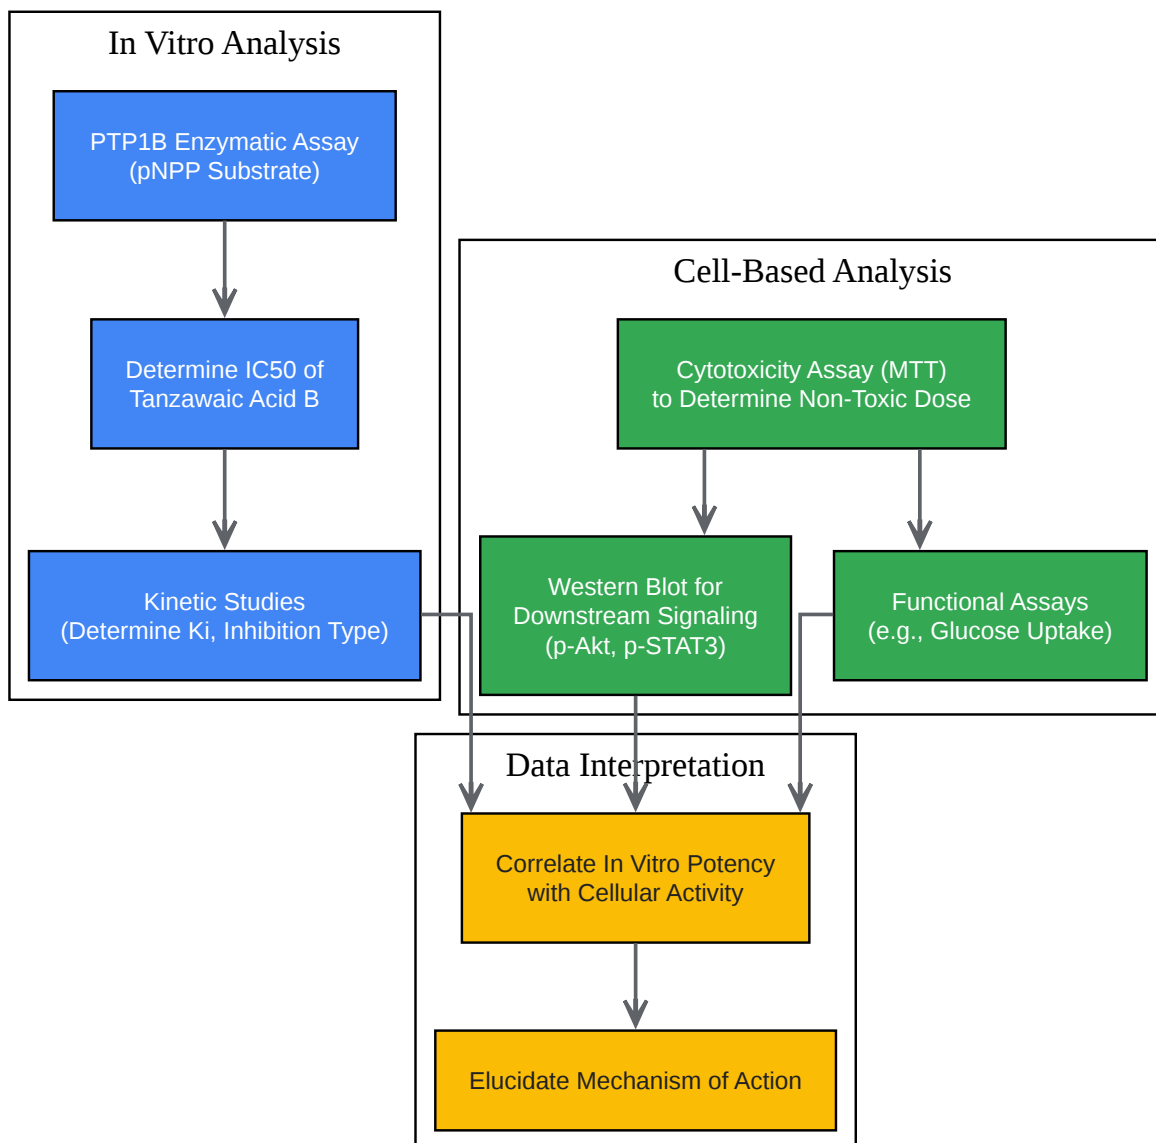 In Vitro Analysis
PTP1B Enzymatic Assay
(pNPP Substrate)
Determine IC50 of
Tanzawaic Acid B
Kinetic Studies
(Determine Ki, Inhibition Type)
Cell-Based Analysis
Cytotoxicity Assay (MTT)
to Determine Non-Toxic Dose
Western Blot for
Downstream Signaling
(p-Akt, p-STAT3)
Functional Assays
(e.g., Glucose Uptake)
Data Interpretation
Correlate In Vitro Potency
with Cellular Activity
Elucidate Mechanism of Action